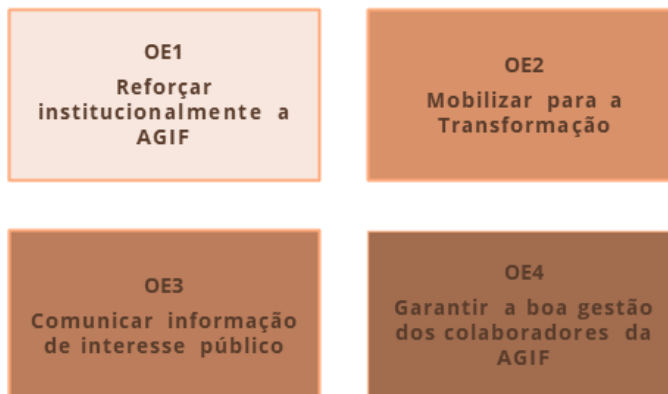 OE1
Reforçar
institucionalmente a
AGIF
OE2
Mobilizar para a
Transformação
OE3
Comunicar informação
de interesse público
OE4
Garantir a boa gestão
dos colaboradores da
AGIF